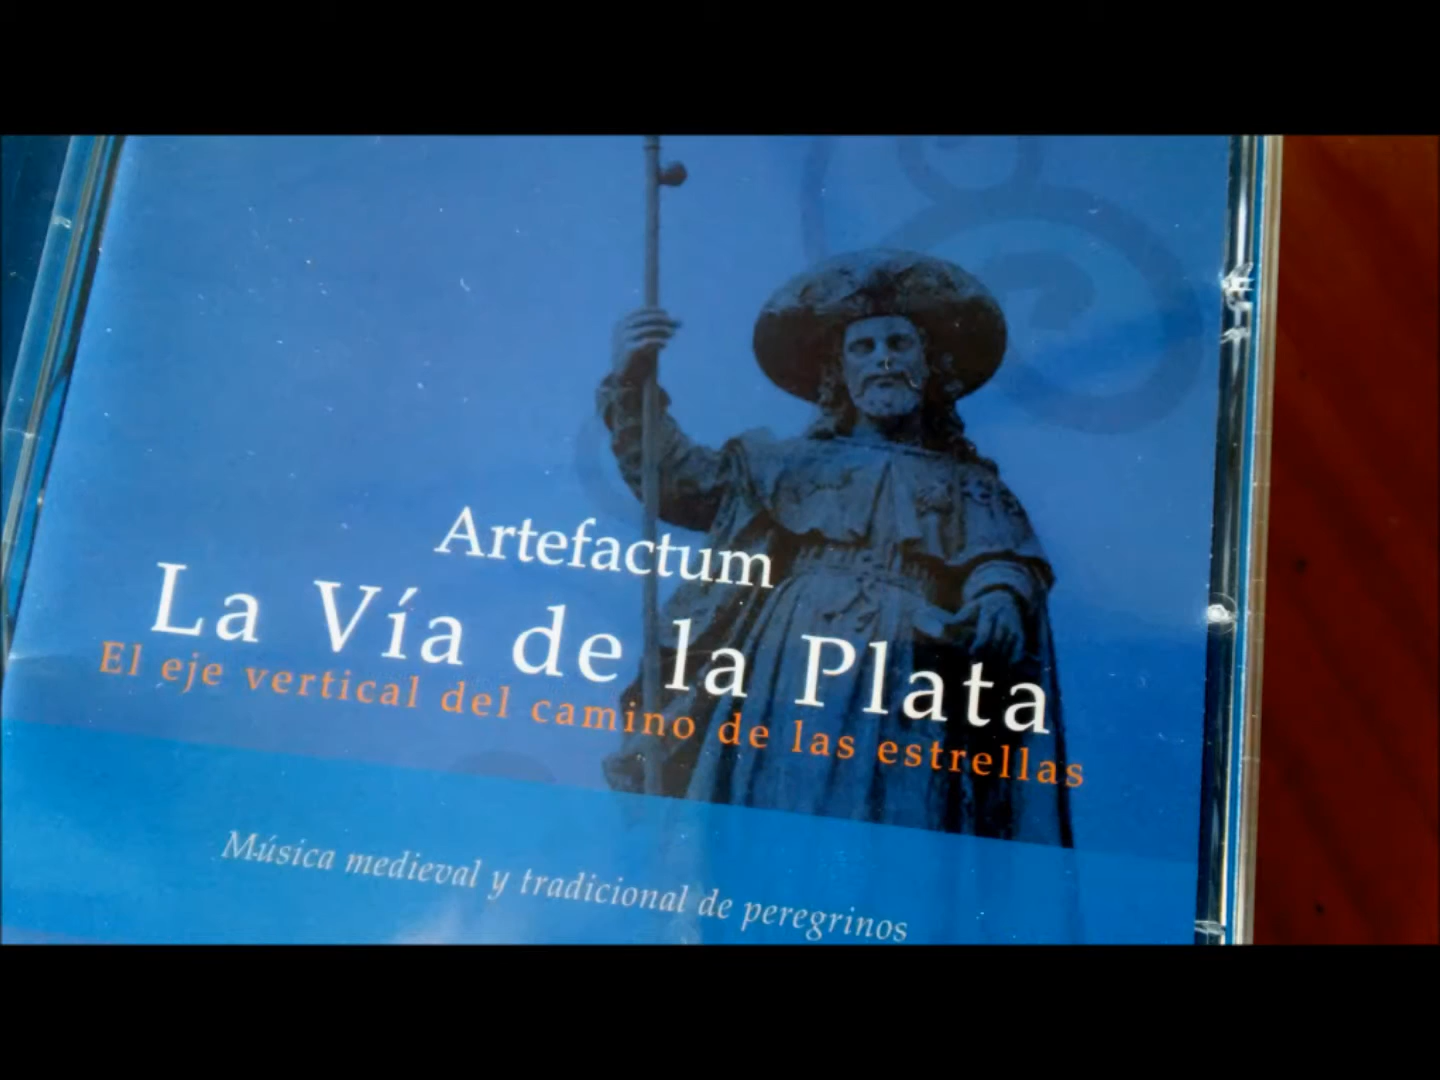 Artefactum
La Vía de la Plata
El eje vertical del camino de las estrellas
Música medieval y tradicional de peregrinos